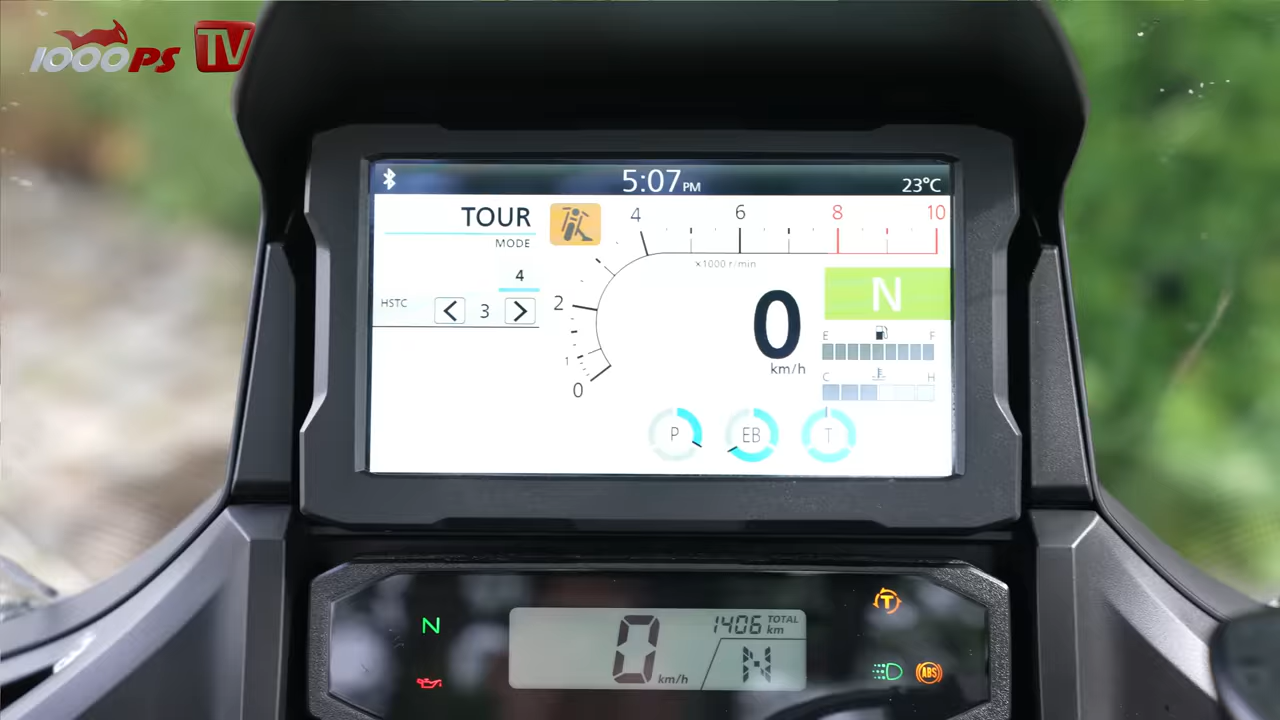 1000PS TV
5:07 PM
23°C
TOUR
MODE
4
HSTC
3
0
1
2
4
6
8
10
×1000 r/min
N
0
km/h
E
F
C
H
P
EB
T
N
0 km/h
1406 TOTAL km
N
T
ABS